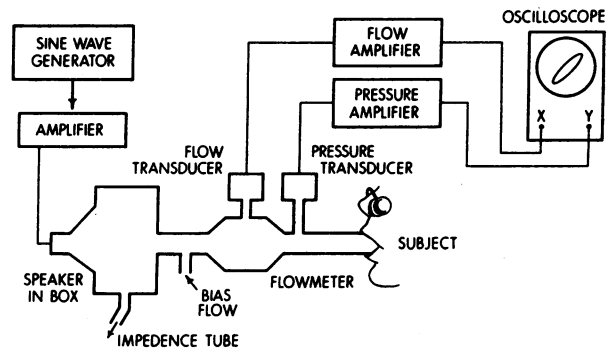 OSCILLOSCOPE
SINE WAVE
GENERATOR
FLOW
AMPLIFIER
PRESSURE
AMPLIFIER
X Y
AMPLIFIER
FLOW
TRANSDUCER
PRESSURE
TRANSDUCER
SUBJECT
SPEAKER
IN BOX
BIAS
FLOW
FLOWMETER
IMPEDENCE TUBE